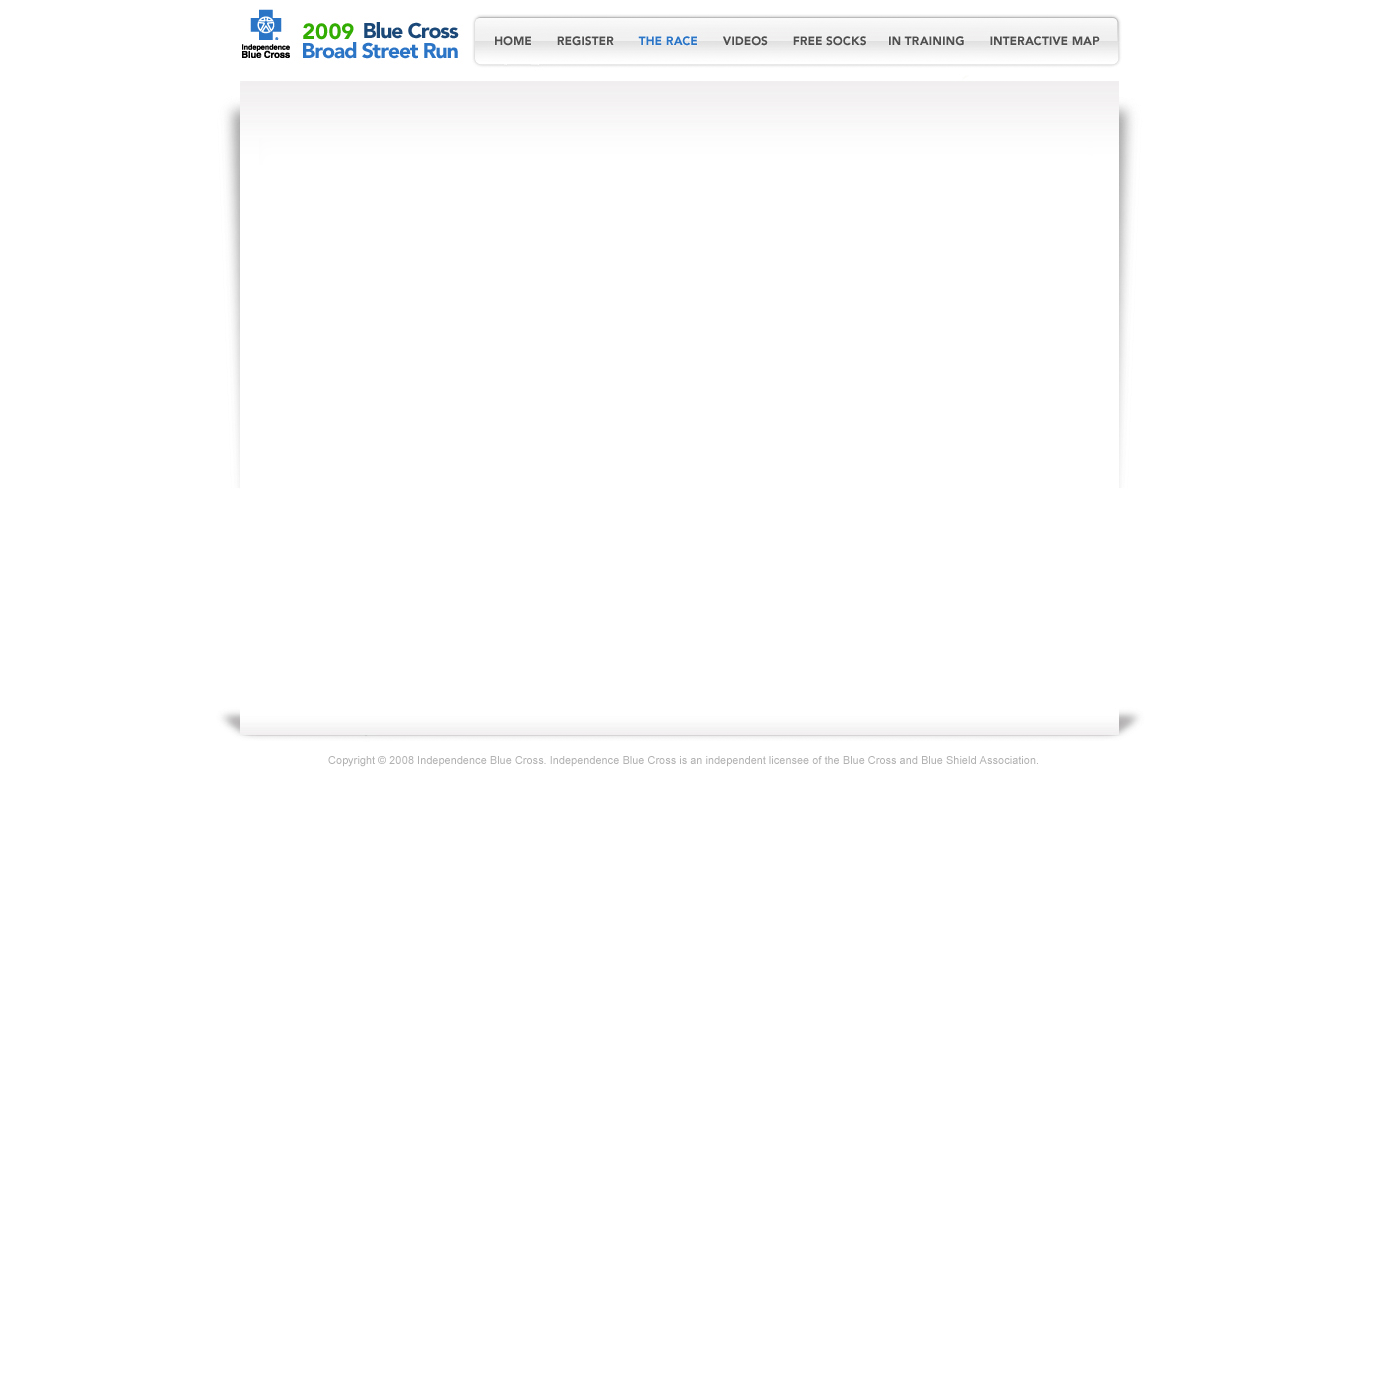 Independence
Blue Cross
2009 Blue Cross
Broad Street Run
HOME REGISTER THE RACE VIDEOS FREE SOCKS IN TRAINING INTERACTIVE MAP
Copyright © 2008 Independence Blue Cross. Independence Blue Cross is an independent licensee of the Blue Cross and Blue Shield Association.